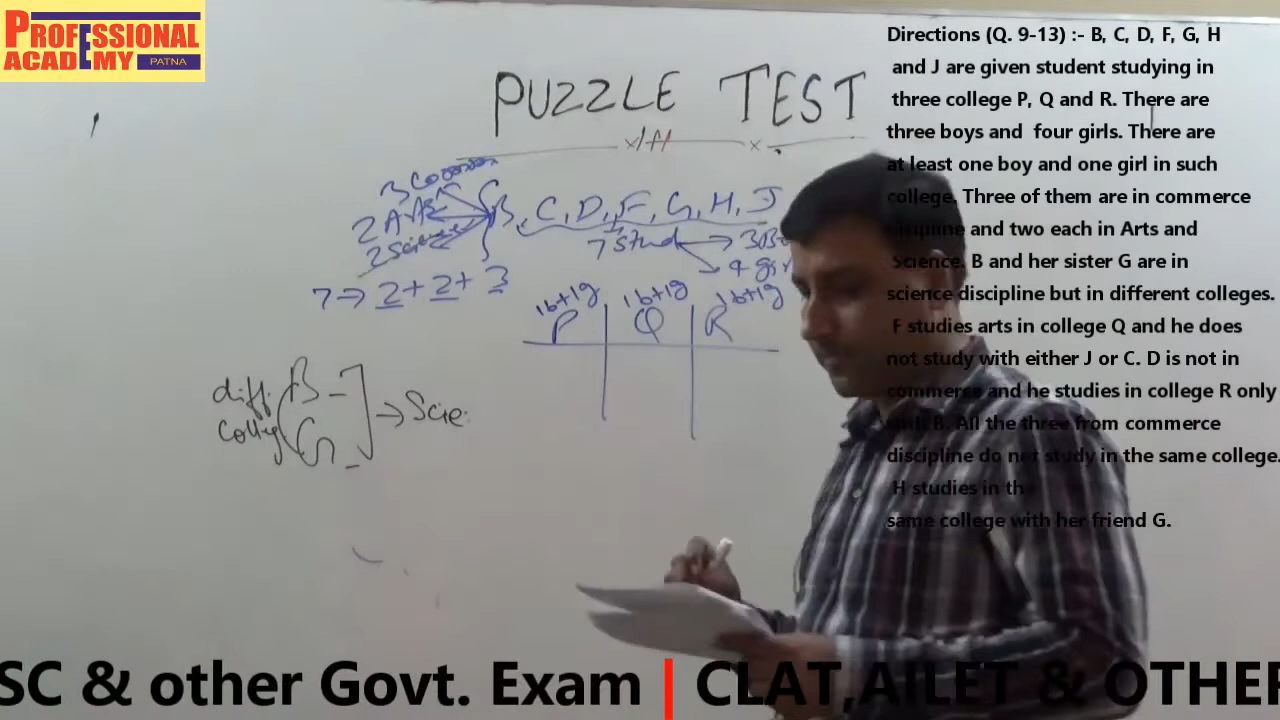 PROFESSIONAL
ACADEMY
PATNA
PUZZLE TEST
2 Science
B, C, D, F, G, H, J
7 Stud
7 → 2 + 2 + 3
1b+1g 1b+1g 1b+1g
P Q R
diff. B
G
→ Scie.
Directions (Q. 9-13) :- B, C, D, F, G, H
and J are given student studying in
three college P, Q and R. There are
three boys and four girls. There are
at least one boy and one girl in such
college. Three of them are in commerce
and two each in Arts and
Science. B and her sister G are in
science discipline but in different colleges.
F studies arts in college Q and he does
not study with either J or C. D is not in
commerce and he studies in college R only
with B. All the three from commerce
discipline do not study in the same college.
H studies in the
same college with her friend G.
SC & other Govt. Exam | CLAT,AILET & OTHER